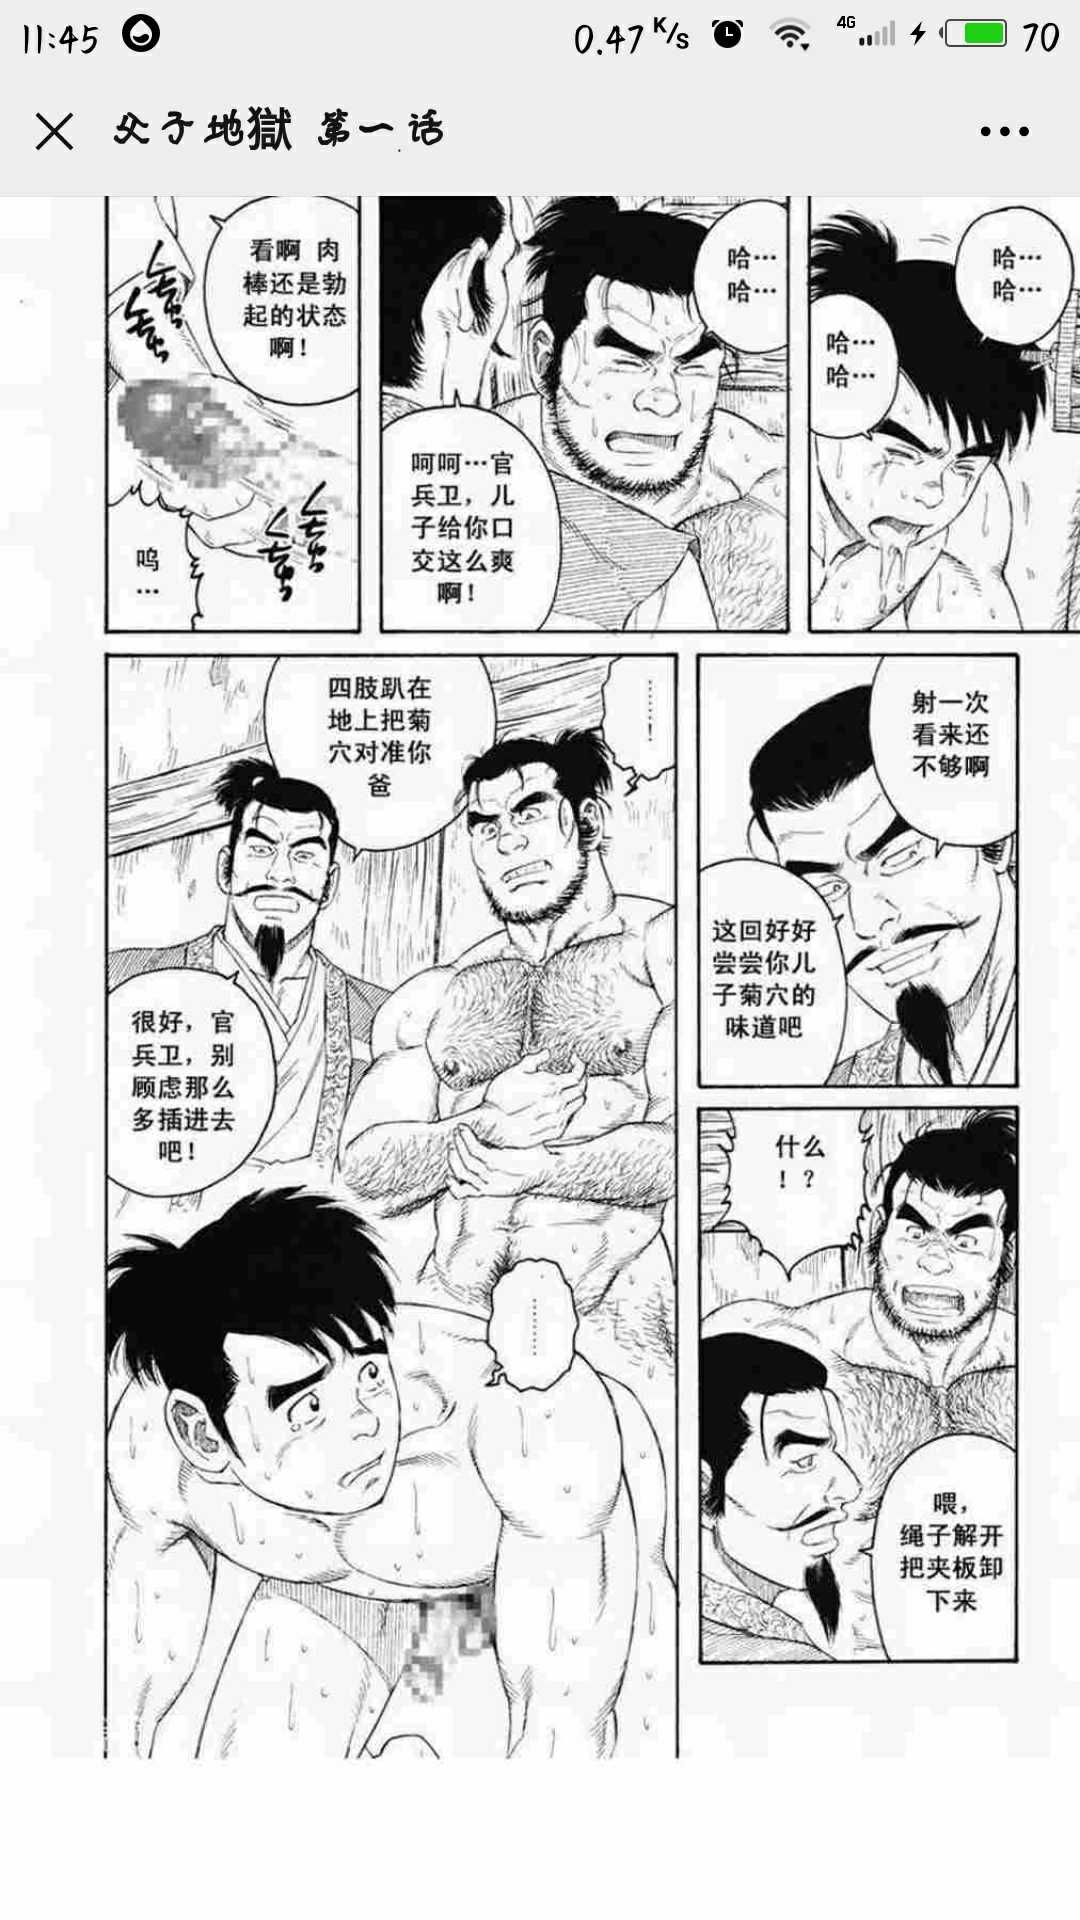 11:45
0.47 K/s
4G
70
父子地獄 第一话
哈…
哈…
哈…
哈…
哈…
哈…
呵呵…官
兵卫，儿
子给你口
交这么爽
啊！
看啊 肉
棒还是勃
起的状态
啊！
呜
…
射一次
看来还
不够啊
这回好好
尝尝你儿
子菊穴的
味道吧
什么
！？
喂，
绳子解开
把夹板卸
下来
……！
四肢趴在
地上把菊
穴对准你
爸
很好，官
兵卫，别
顾虑那么
多插进去
吧！
………